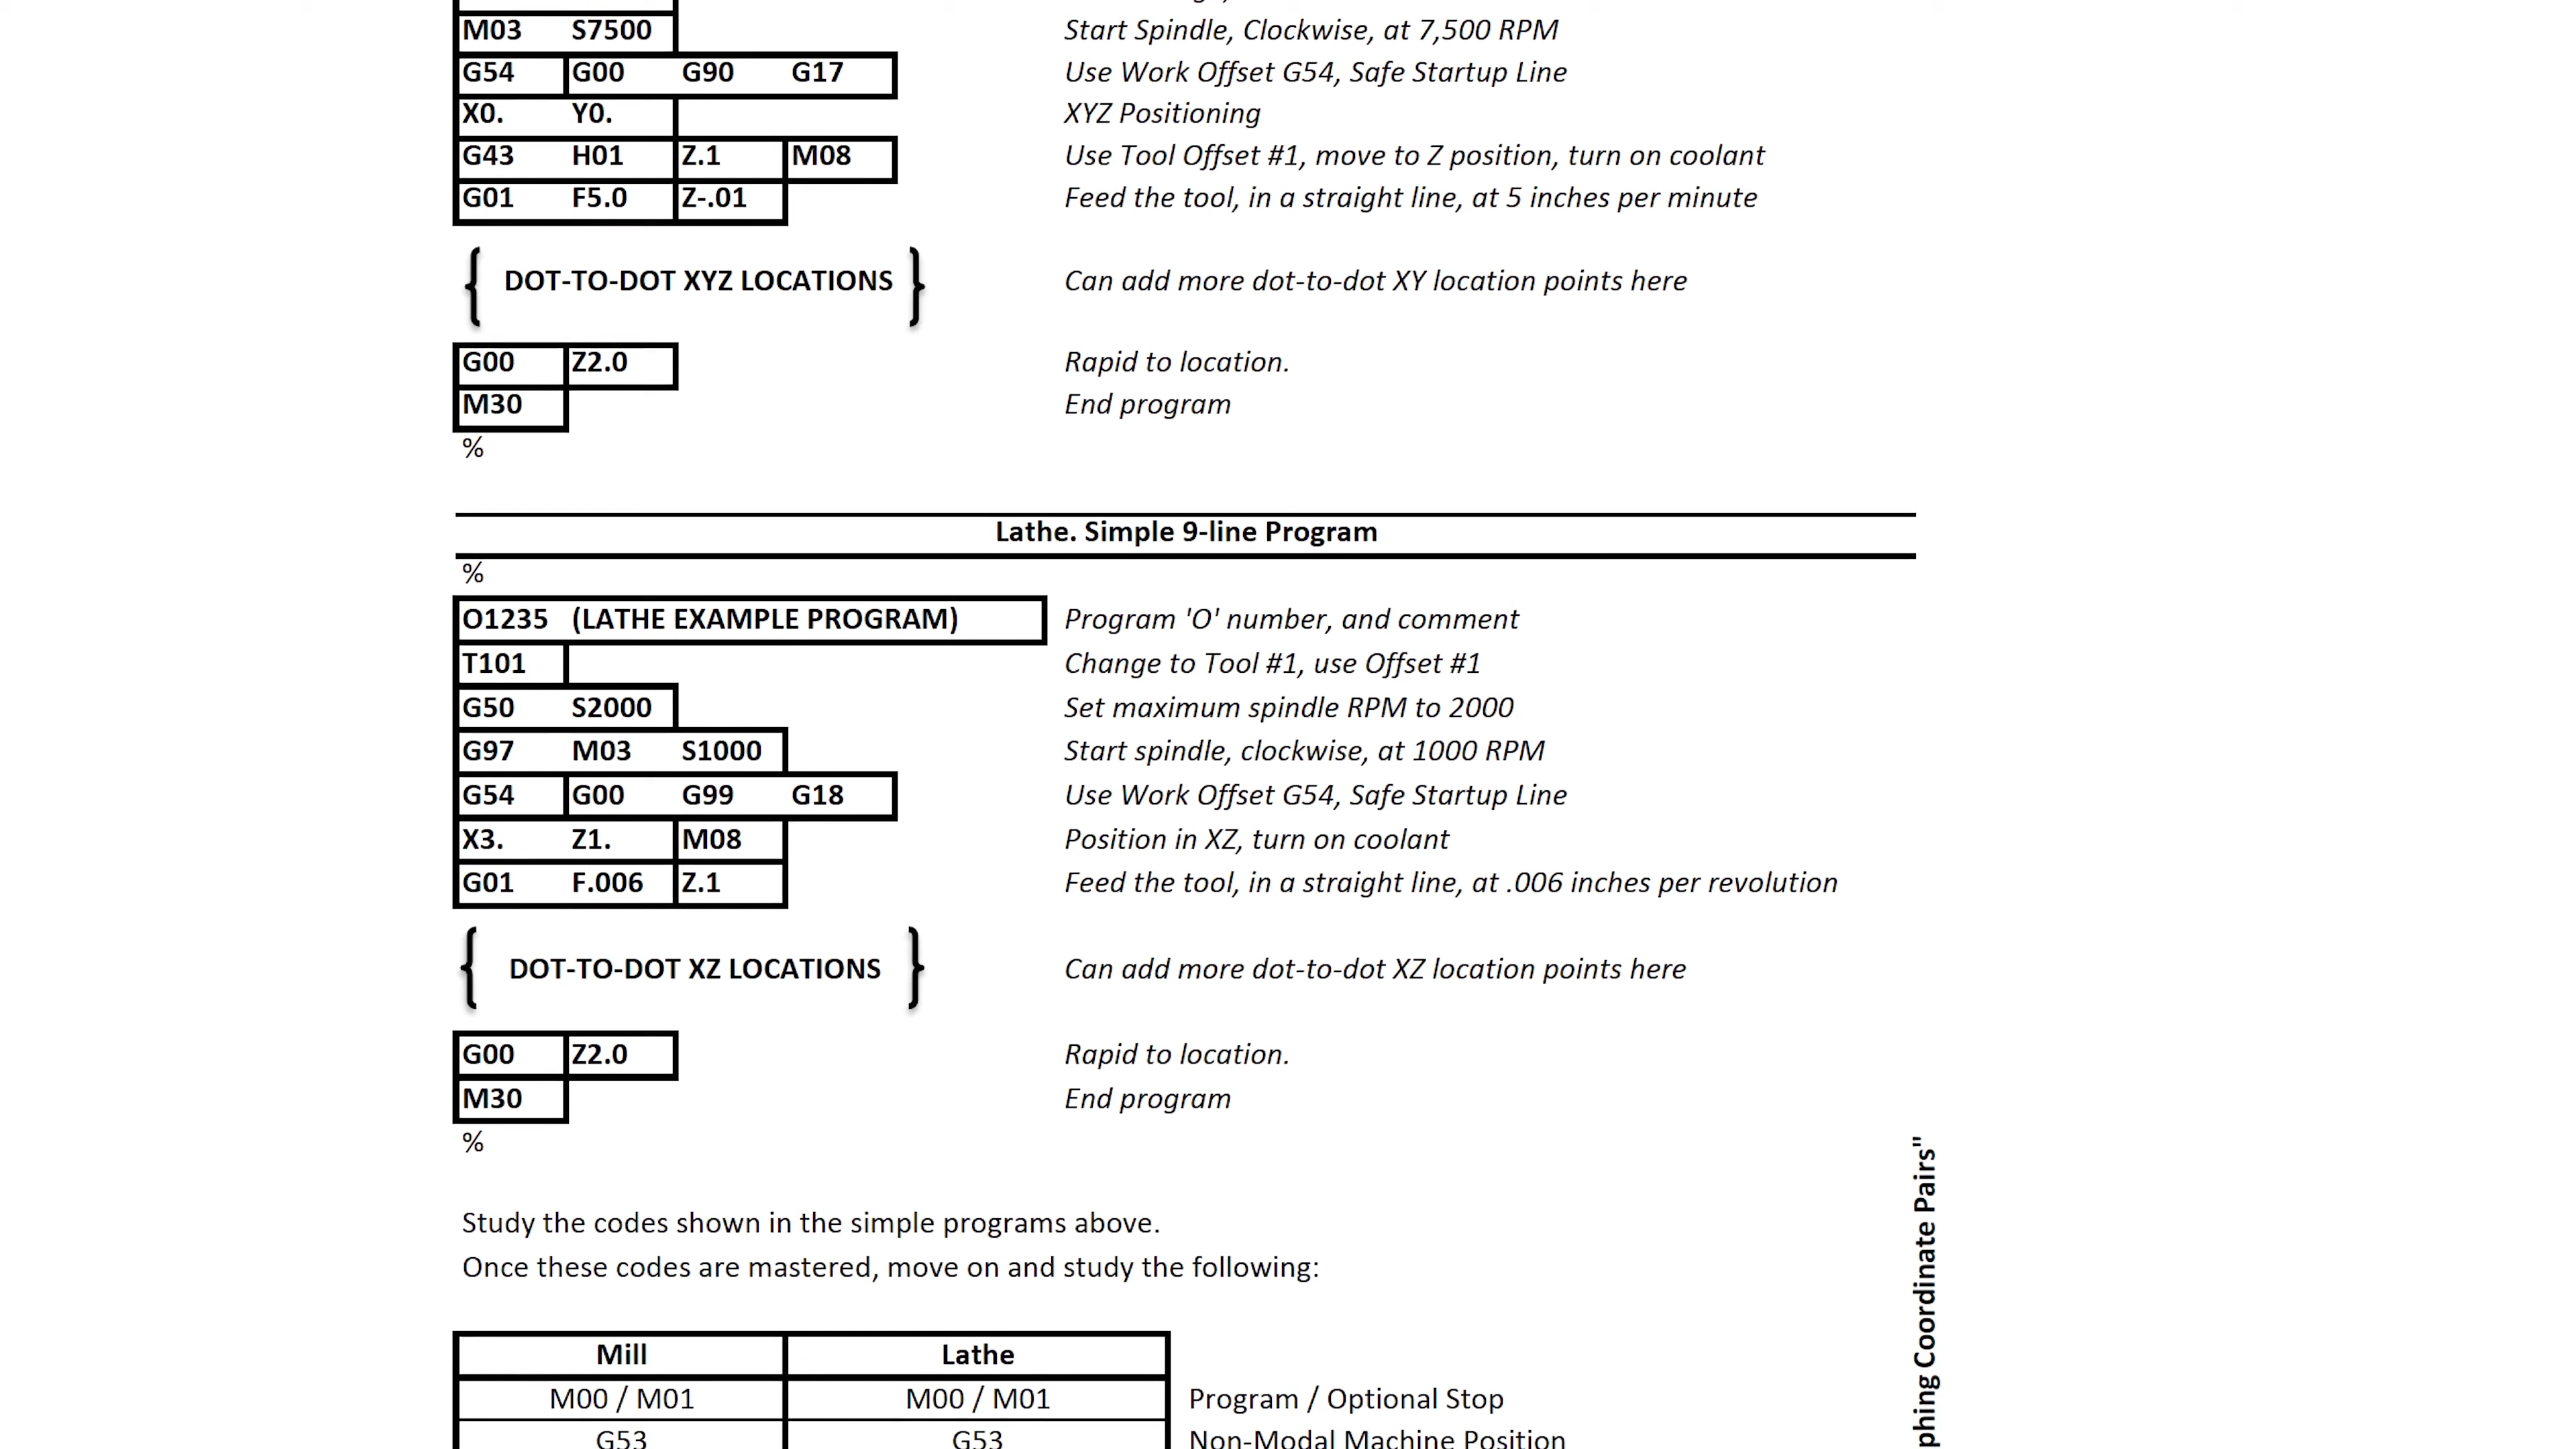 M03 S7500 Start Spindle, Clockwise, at 7,500 RPM
G54 G00 G90 G17 Use Work Offset G54, Safe Startup Line
X0. Y0. XYZ Positioning
G43 H01 Z.1 M08 Use Tool Offset #1, move to Z position, turn on coolant
G01 F5.0 Z-.01 Feed the tool, in a straight line, at 5 inches per minute
{ DOT-TO-DOT XYZ LOCATIONS } Can add more dot-to-dot XY location points here
G00 Z2.0 Rapid to location.
M30 End program
%
Lathe. Simple 9-line Program
%
O1235 (LATHE EXAMPLE PROGRAM) Program 'O' number, and comment
T101 Change to Tool #1, use Offset #1
G50 S2000 Set maximum spindle RPM to 2000
G97 M03 S1000 Start spindle, clockwise, at 1000 RPM
G54 G00 G99 G18 Use Work Offset G54, Safe Startup Line
X3. Z1. M08 Position in XZ, turn on coolant
G01 F.006 Z.1 Feed the tool, in a straight line, at .006 inches per revolution
{ DOT-TO-DOT XZ LOCATIONS } Can add more dot-to-dot XZ location points here
G00 Z2.0 Rapid to location.
M30 End program
%
Study the codes shown in the simple programs above.
Once these codes are mastered, move on and study the following:
Mill Lathe
M00 / M01 M00 / M01 Program / Optional Stop
G53 G53 Non-Modal Machine Position
phing Coordinate Pairs"